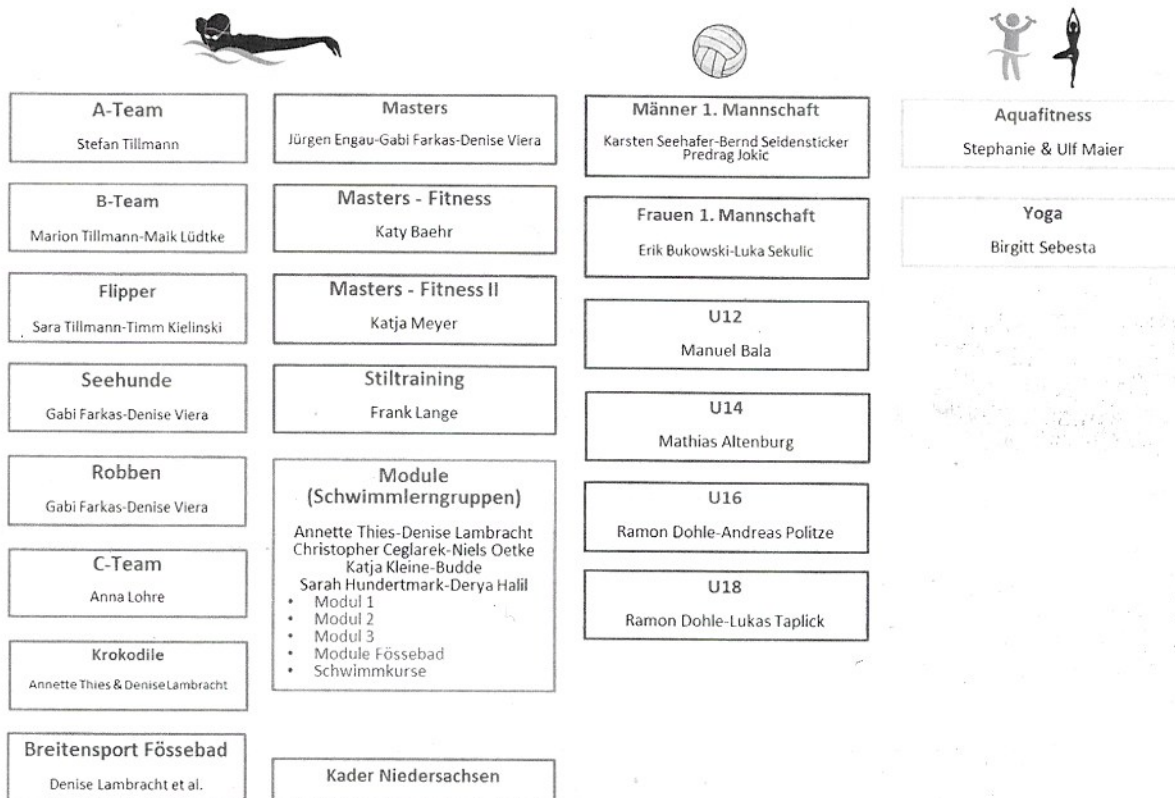 A-Team
Stefan Tillmann
B-Team
Marion Tillmann-Maik Lüdtke
Flipper
Sara Tillmann-Timm Kielinski
Seehunde
Gabi Farkas-Denise Viera
Robben
Gabi Farkas-Denise Viera
C-Team
Anna Lohre
Krokodile
Annette Thies & Denise Lambracht
Breitensport Fössebad
Denise Lambracht et al.
Masters
Jürgen Engau-Gabi Farkas-Denise Viera
Masters - Fitness
Katy Baehr
Masters - Fitness II
Katja Meyer
Stiltraining
Frank Lange
Module
(Schwimmlerngruppen)
Annette Thies-Denise Lambracht
Christopher Ceglarek-Niels Oetke
Katja Kleine-Budde
Sarah Hundertmark-Derya Halil
• Modul 1
• Modul 2
• Modul 3
• Module Fössebad
• Schwimmkurse
Kader Niedersachsen
Männer 1. Mannschaft
Karsten Seehafer-Bernd Seidensticker
Predrag Jokic
Frauen 1. Mannschaft
Erik Bukowski-Luka Sekulic
U12
Manuel Bala
U14
Mathias Altenburg
U16
Ramon Dohle-Andreas Politze
U18
Ramon Dohle-Lukas Taplick
Aquafitness
Stephanie & Ulf Maier
Yoga
Birgitt Sebesta